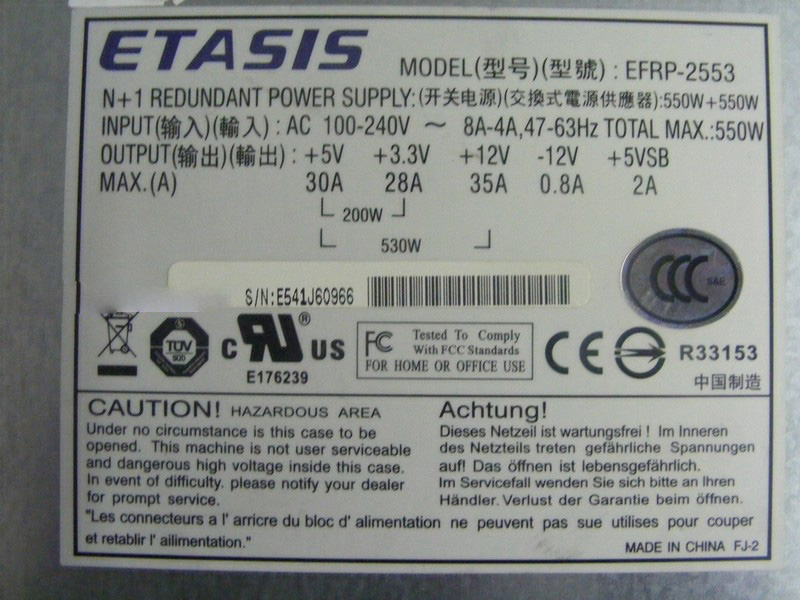 ETASIS
MODEL(型号)(型號) : EFRP-2553
N+1 REDUNDANT POWER SUPPLY:(开关电源)(交換式電源供應器):550W+550W
INPUT(输入)(輸入) : AC 100-240V ~ 8A-4A,47-63Hz TOTAL MAX.:550W
OUTPUT(输出)(輸出) : +5V +3.3V +12V -12V +5VSB
MAX.(A) 30A 28A 35A 0.8A 2A
200W
530W
CCC S&E
S/N:E541J60966
TÜV
c UR ® US
E176239
FC Tested To Comply
With FCC Standards
FOR HOME OR OFFICE USE
CE
R33153
中国制造
CAUTION! HAZARDOUS AREA
Under no circumstance is this case to be
opened. This machine is not user serviceable
and dangerous high voltage inside this case.
In event of difficulty. please notify your dealer
for prompt service.
Achtung!
Dieses Netzeil ist wartungsfrei ! Im Inneren
des Netzteils treten gefährliche Spannungen
auf! Das öffnen ist lebensgefährlich.
Im Servicefall wenden Sie sich bitte an Ihren
Händler. Verlust der Garantie beim öffnen.
"Les connecteurs a l' arricre du bloc d' alimentation ne peuvent pas sue utilises pour couper
et retablir l' ailimentation."
MADE IN CHINA FJ-2